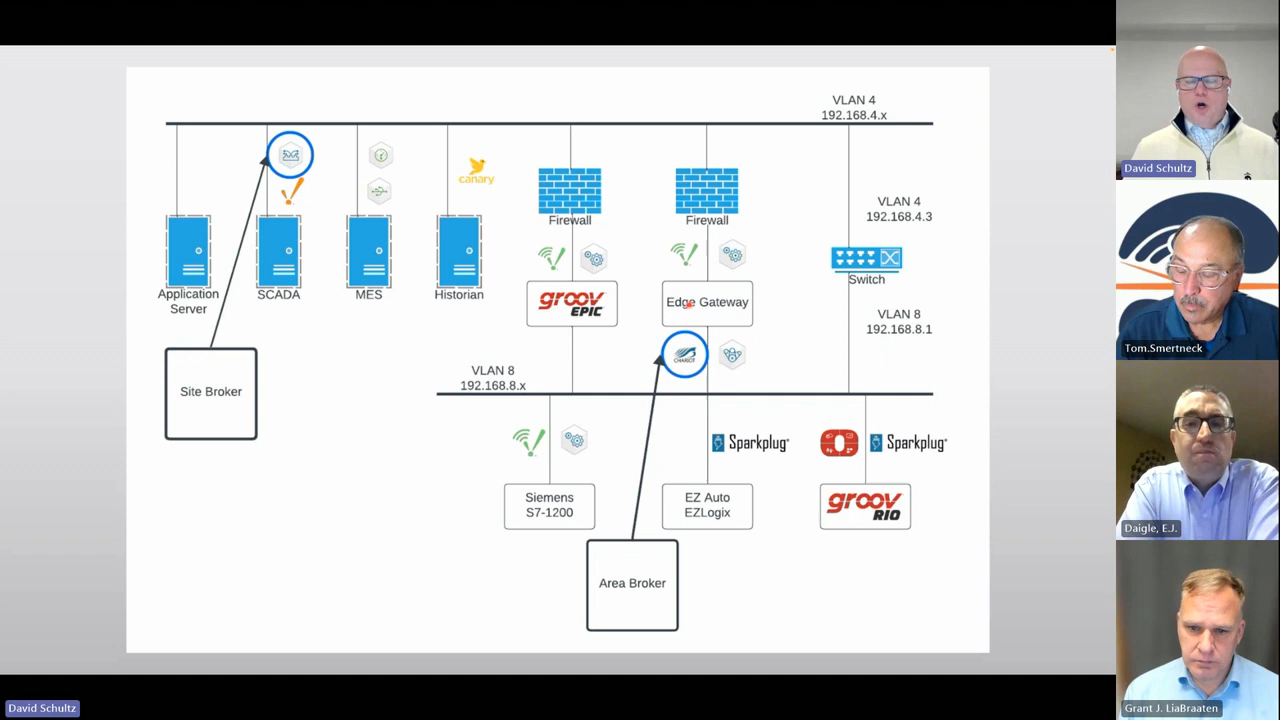 VLAN 4
192.168.4.x
canary
Firewall
Firewall
VLAN 4
192.168.4.3
Switch
Application
Server
SCADA
MES
Historian
groov
EPIC
Edge Gateway
VLAN 8
192.168.8.1
CHARIOT
VLAN 8
192.168.8.x
Site Broker
Sparkplug
Sparkplug
Siemens
S7-1200
EZ Auto
EZLogix
groov
RIO
Area Broker
David Schultz
Tom.Smertneck
Daigle, E.J.
Grant J. LiaBraaten
David Schultz